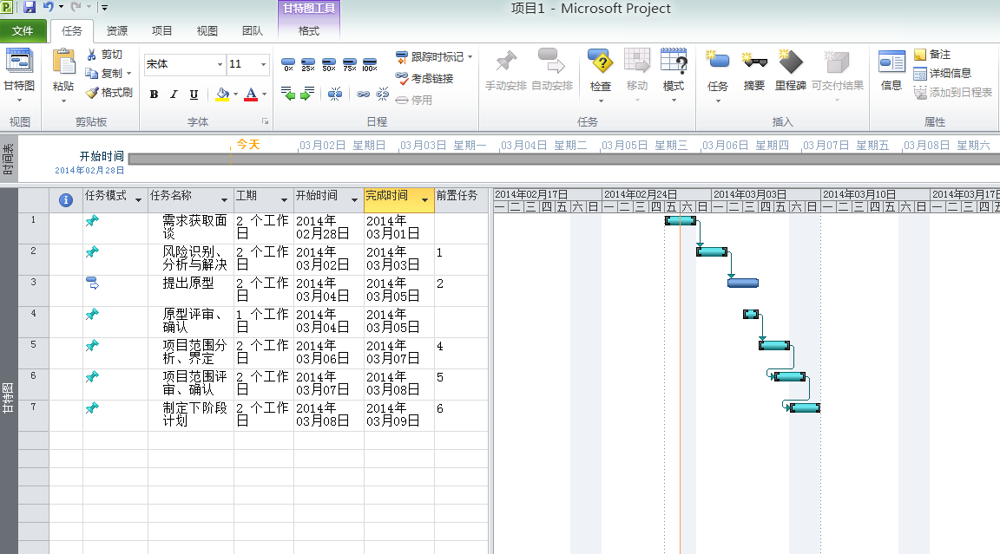 项目1 - Microsoft Project
甘特图工具
文件 任务 资源 项目 视图 团队 格式
甘特图
粘贴
剪切
复制
格式刷
宋体 11
B I U A
0% 25% 50% 75% 100%
跟踪时标记
考虑链接
停用
手动安排 自动安排
检查 移动 模式
任务 摘要 里程碑 可交付结果
信息
备注
详细信息
添加到日程表
视图 剪贴板 字体 日程 任务 插入 属性
时间表
今天 03月02日 星期日 03月03日 星期一 03月04日 星期二 03月05日 星期三 03月06日 星期四 03月07日 星期五 03月08日 星期六
开始时间
2014年02月28日
甘特图
任务模式 任务名称 工期 开始时间 完成时间 前置任务
2014年02月17日 2014年02月24日 2014年03月03日 2014年03月10日 2014年03月17日
一 二 三 四 五 六 日 一 二 三 四 五 六 日 一 二 三 四 五 六 日 一 二 三 四 五 六 日 一 二 三 四
1 需求获取面 2 个工作 2014年 2014年
谈 日 02月28日 03月01日
2 风险识别、 2 个工作 2014年 2014年 1
分析与解决 日 03月02日 03月03日
3 提出原型 2 个工作 2014年 2014年 2
日 03月04日 03月05日
4 原型评审、 1 个工作 2014年 2014年
确认 日 03月04日 03月05日
5 项目范围分 2 个工作 2014年 2014年 4
析、界定 日 03月06日 03月07日
6 项目范围评 2 个工作 2014年 2014年 5
审、确认 日 03月07日 03月08日
7 制定下阶段 2 个工作 2014年 2014年 6
计划 日 03月08日 03月09日